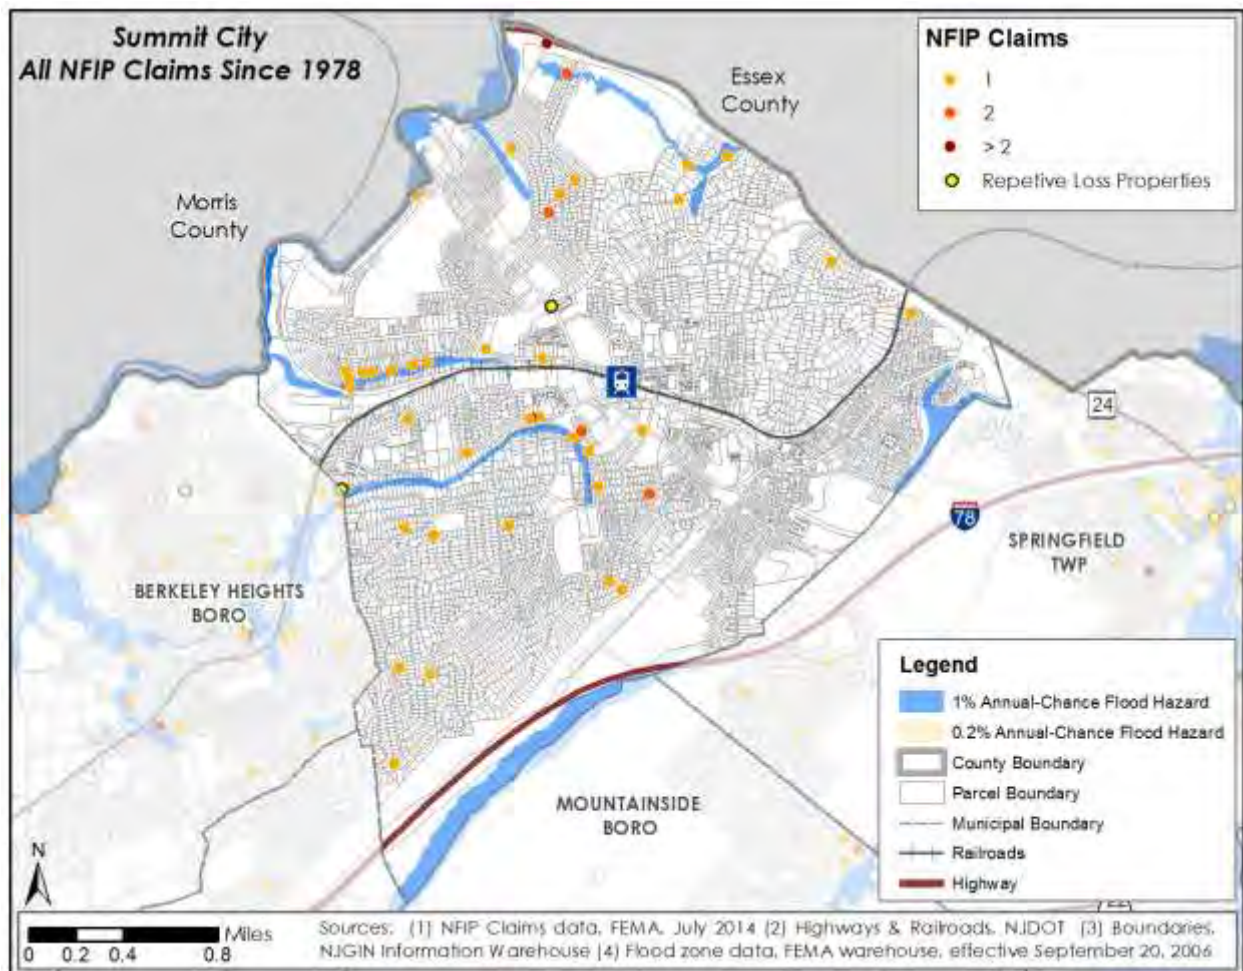 Summit City
All NFIP Claims Since 1978
NFIP Claims
1
2
> 2
Repetive Loss Properties
Essex
County
Morris
County
24
78
SPRINGFIELD
TWP
BERKELEY HEIGHTS
BORO
MOUNTAINSIDE
BORO
Legend
1% Annual-Chance Flood Hazard
0.2% Annual-Chance Flood Hazard
County Boundary
Parcel Boundary
Municipal Boundary
Railroads
Highway
N
Miles
0 0.2 0.4 0.8
Sources: (1) NFIP Claims data, FEMA, July 2014 (2) Highways & Railroads, NJDOT (3) Boundaries,
NJGIN Information Warehouse (4) Flood zone data, FEMA warehouse, effective September 20, 2006